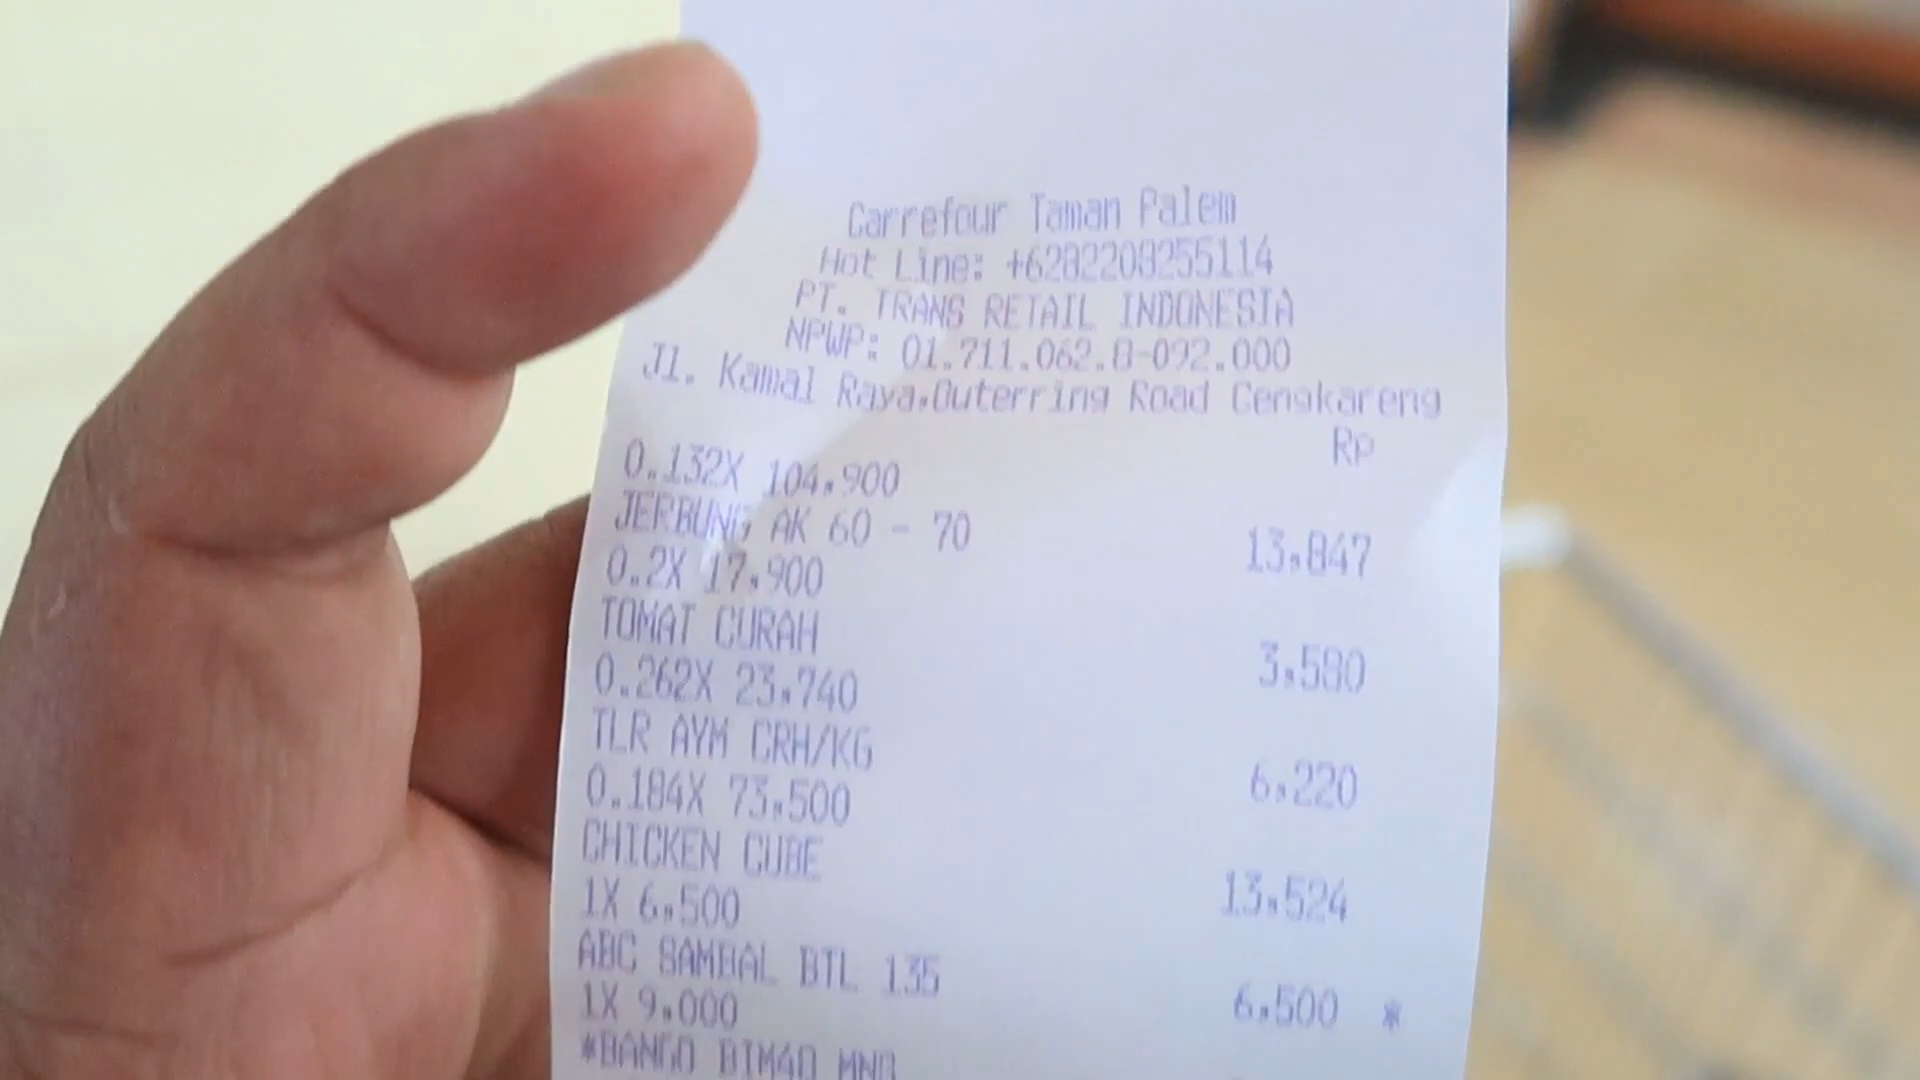 Carrefour Taman Palem
Hot Line: +6282208255114
PT. TRANS RETAIL INDONESIA
NPWP: 01.711.062.8-092.000
Jl. Kamal Raya.Outerring Road Cengkareng
Rp
0.132X 104.900
JERBUNG AK 60 - 70 13.847
0.2X 17.900
TOMAT CURAH 3.580
0.262X 23.740
TLR AYM CRH/KG 6.220
0.184X 73.500
CHICKEN CUBE 13.524
1X 6.500
ABC SAMBAL BTL 135 6.500 *
1X 9.000
*BANGO